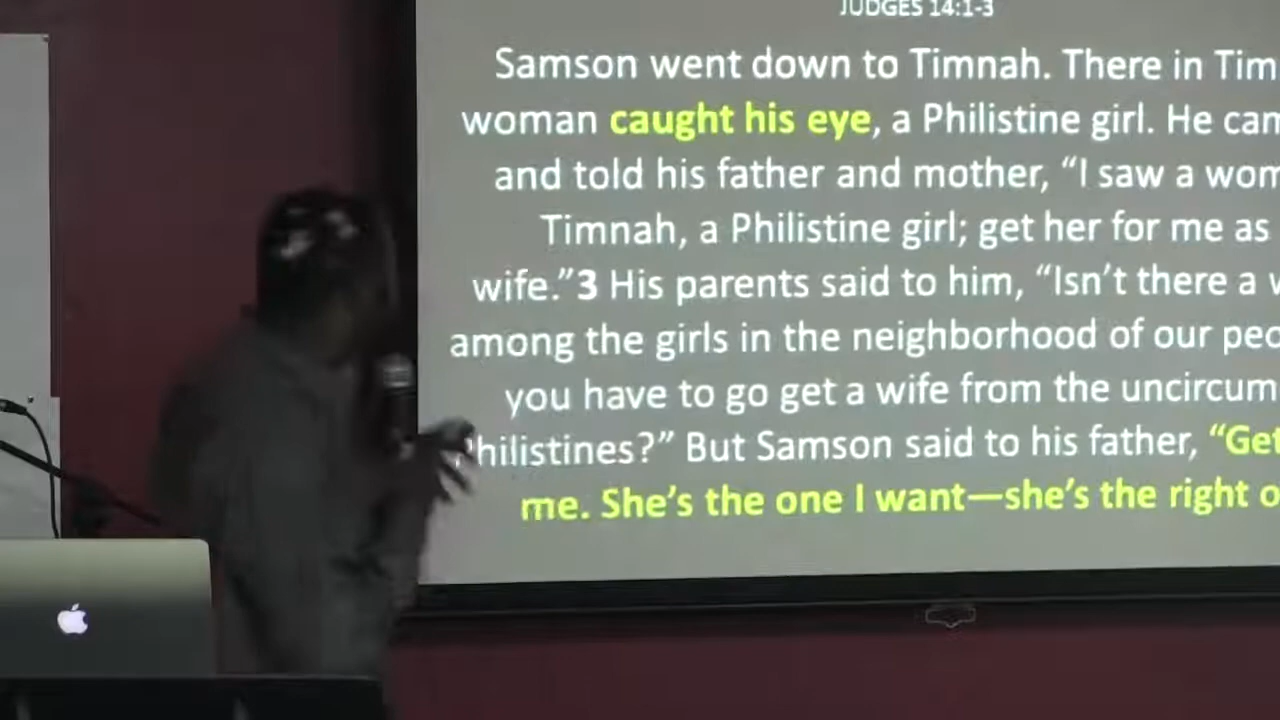 JUDGES 14:1-3
Samson went down to Timnah. There in Tim
woman caught his eye, a Philistine girl. He cam
and told his father and mother, “I saw a wom
Timnah, a Philistine girl; get her for me as
wife.”3 His parents said to him, “Isn’t there a w
among the girls in the neighborhood of our peo
you have to go get a wife from the uncircum
hilistines?” But Samson said to his father, “Get
me. She’s the one I want—she’s the right o